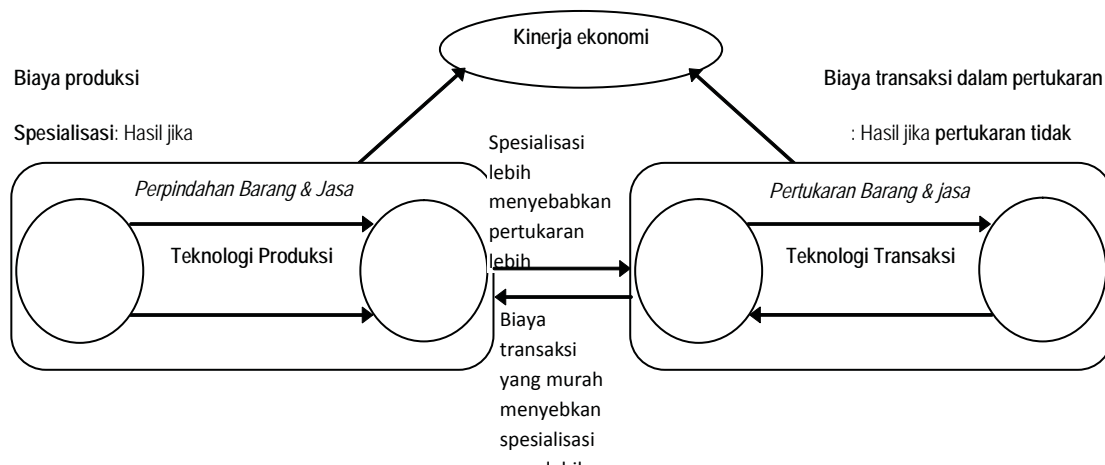 Kinerja ekonomi
Biaya produksi
Biaya transaksi dalam pertukaran
Spesialisasi: Hasil jika
: Hasil jika pertukaran tidak
Spesialisasi
lebih
menyebabkan
pertukaran
lebih
Perpindahan Barang & Jasa
Teknologi Produksi
Pertukaran Barang & jasa
Teknologi Transaksi
Biaya
transaksi
yang murah
menyebkan
spesialisasi